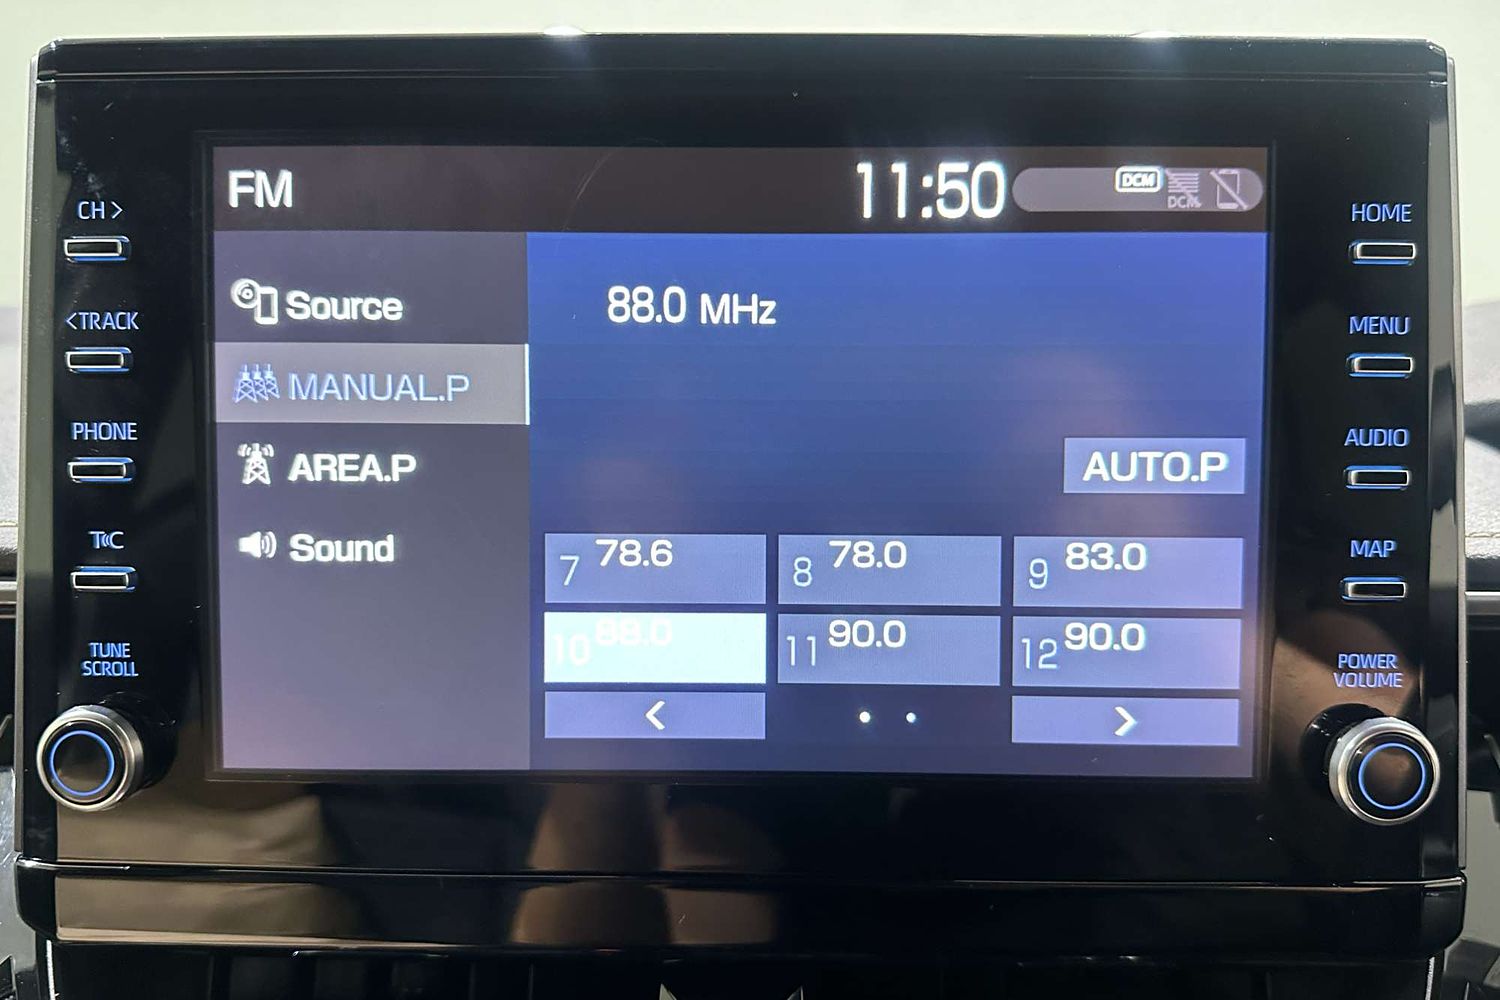 FM
11:50
DCM
DCM
CH >
<TRACK
PHONE
T«C
TUNE
SCROLL
Source
MANUAL.P
AREA.P
Sound
88.0 MHz
AUTO.P
7 78.6
8 78.0
9 83.0
10 88.0
11 90.0
12 90.0
<
>
HOME
MENU
AUDIO
MAP
POWER
VOLUME